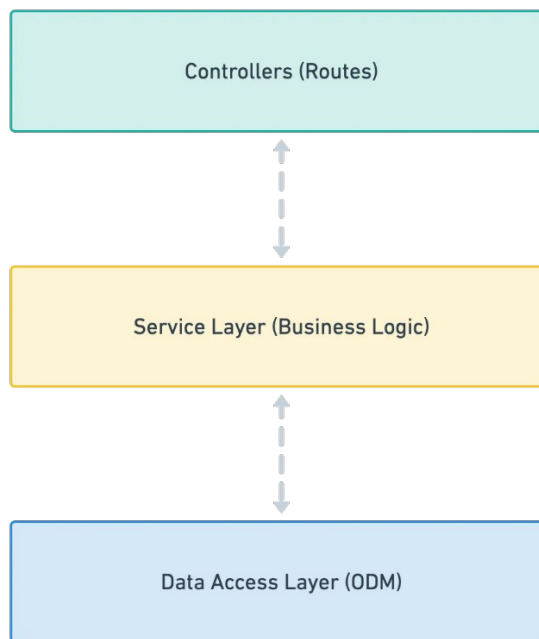 Controllers (Routes)
Service Layer (Business Logic)
Data Access Layer (ODM)